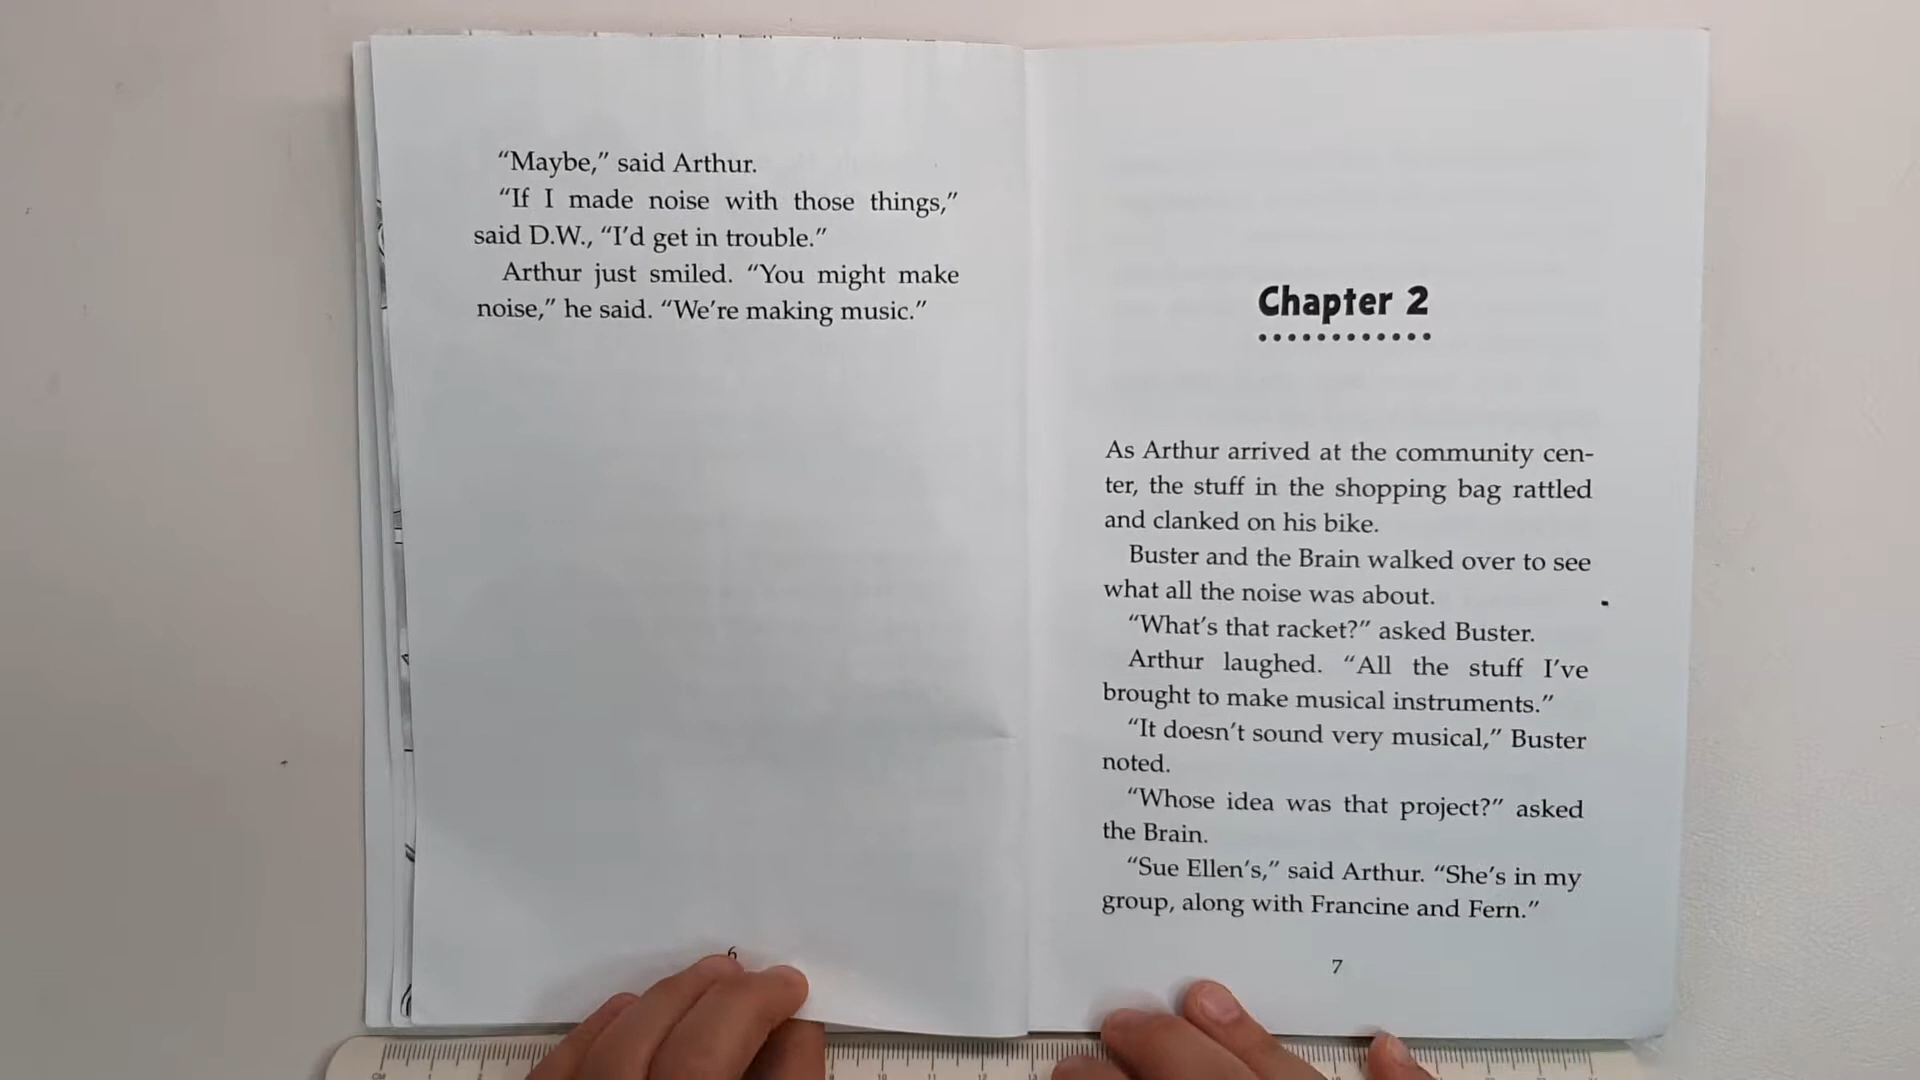 “Maybe,” said Arthur.
“If I made noise with those things,”
said D.W., “I’d get in trouble.”
Arthur just smiled. “You might make
noise,” he said. “We’re making music.”
6
Chapter 2
As Arthur arrived at the community cen-
ter, the stuff in the shopping bag rattled
and clanked on his bike.
Buster and the Brain walked over to see
what all the noise was about.
“What’s that racket?” asked Buster.
Arthur laughed. “All the stuff I’ve
brought to make musical instruments.”
“It doesn’t sound very musical,” Buster
noted.
“Whose idea was that project?” asked
the Brain.
“Sue Ellen’s,” said Arthur. “She’s in my
group, along with Francine and Fern.”
7